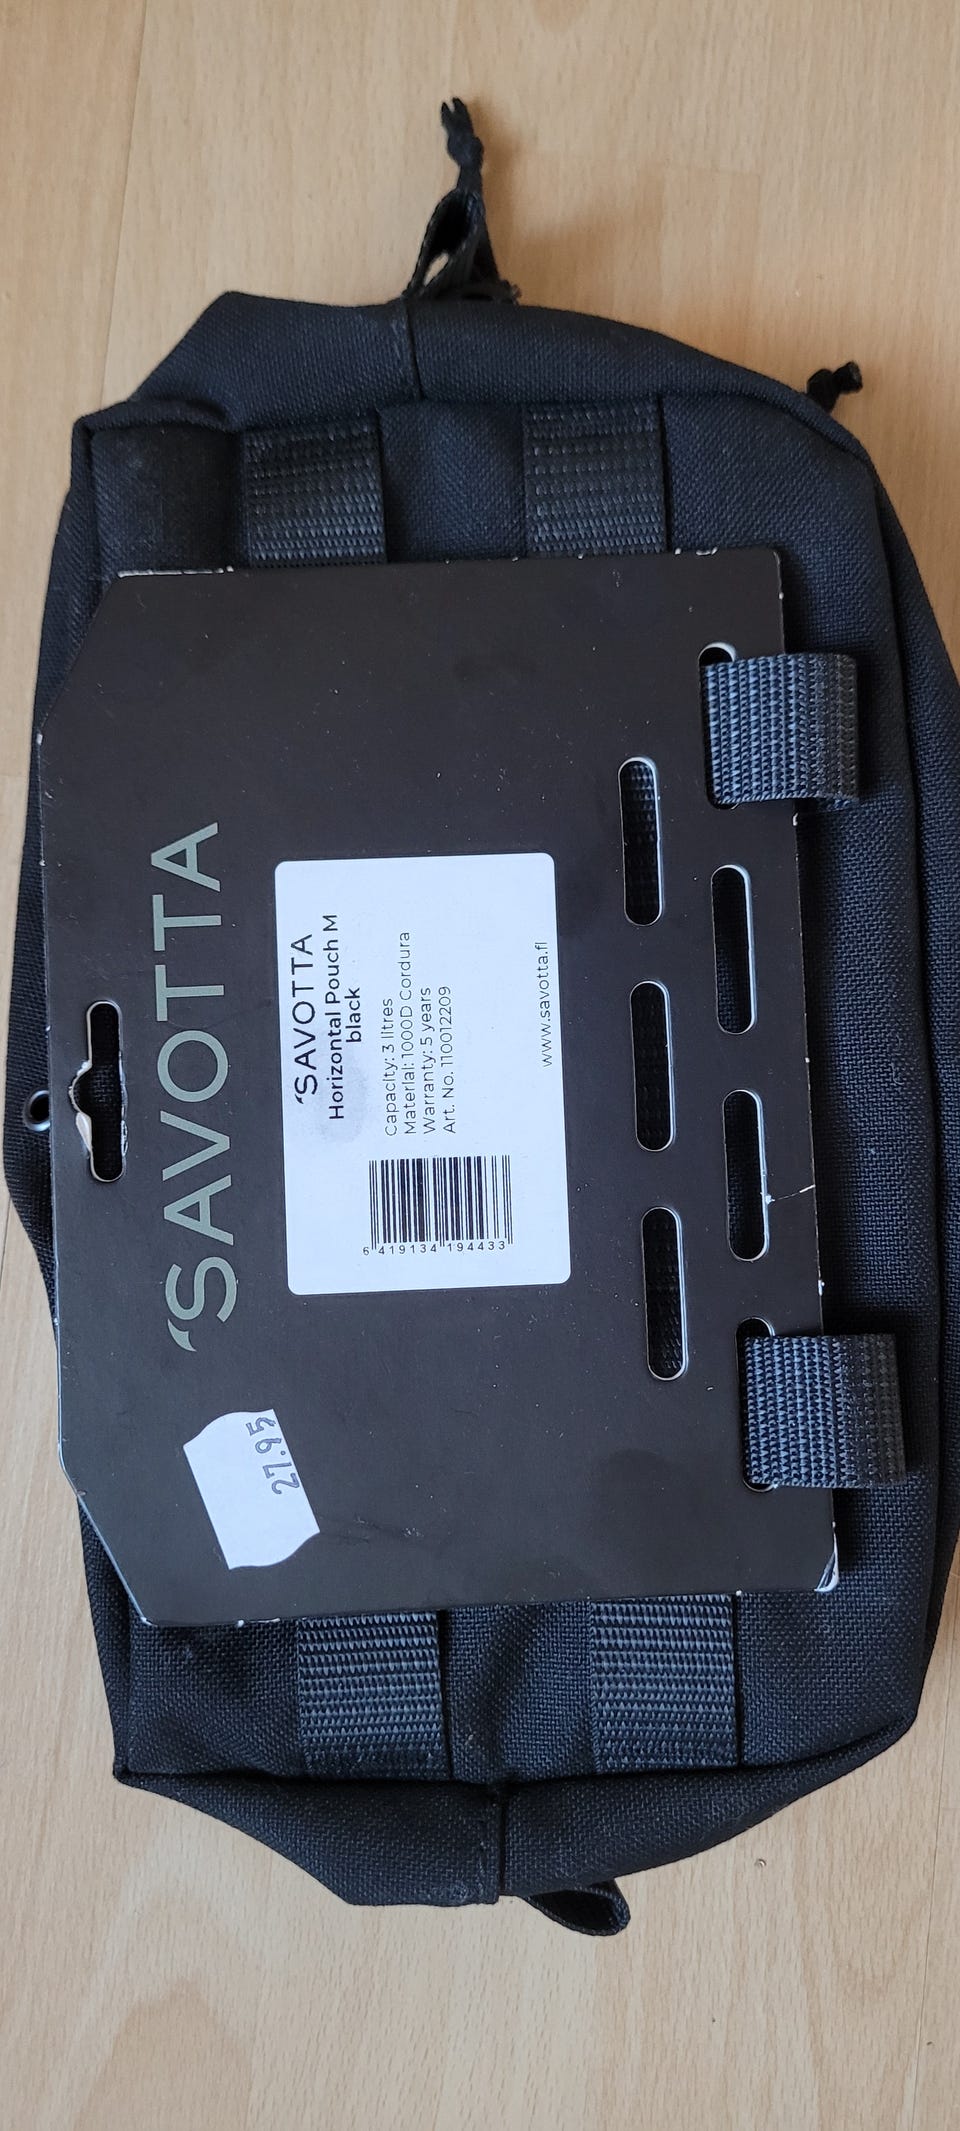 SAVOTTA
SAVOTTA
Horizontal Pouch M
black
Capacity: 3 litres
Material: 1000D Cordura
Warranty: 5 years
Art. No. 110012209
6 419134 194433
www.savotta.fi
27.95